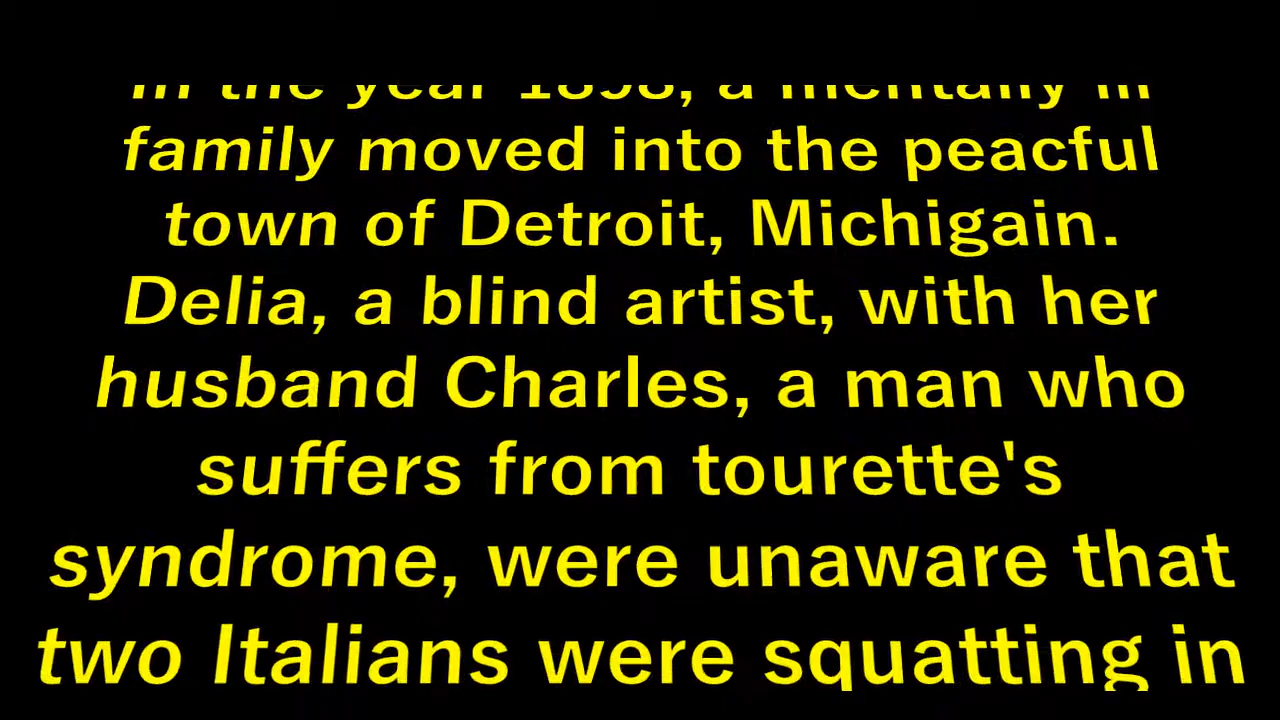 In the year 1898, a mentally ill
family moved into the peacful
town of Detroit, Michigain.
Delia, a blind artist, with her
husband Charles, a man who
suffers from tourette's
syndrome, were unaware that
two Italians were squatting in